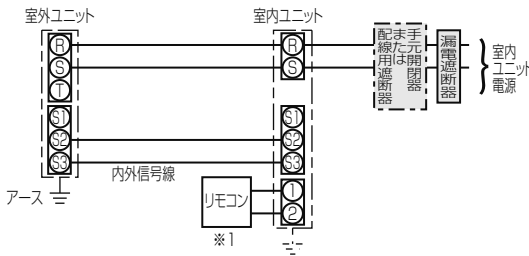 室外ユニット
室内ユニット
R
S
T
S1
S2
S3
R
S
S1
S2
S3
1
2
内外信号線
アース
リモコン
※1
手元開閉器
または
配線用遮断器
漏電遮断器
室内
ユニット
電源